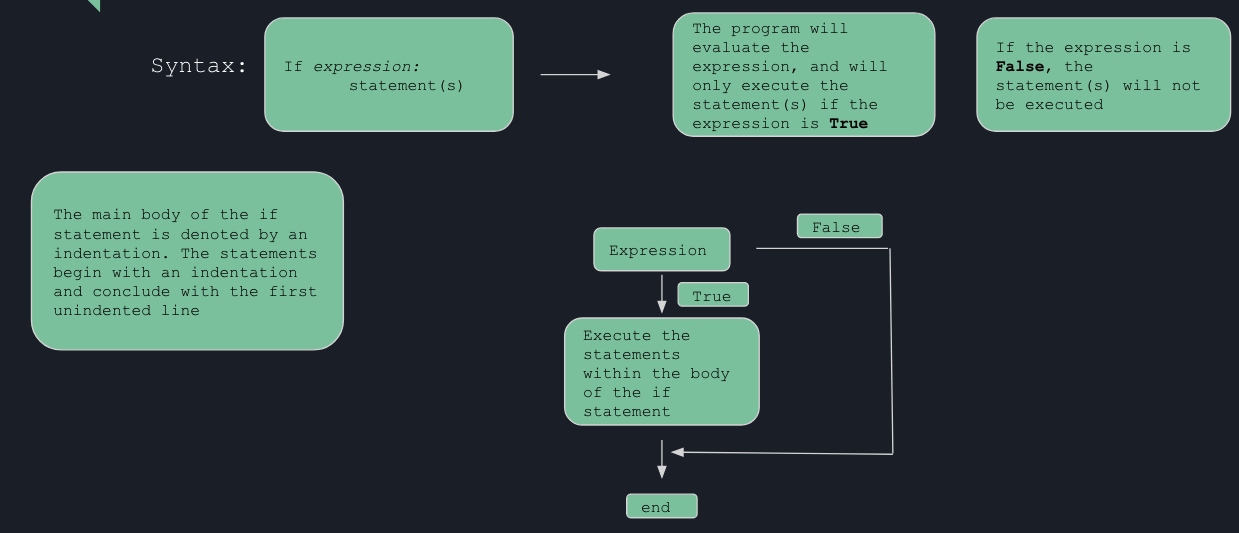 Syntax:
If expression:
statement(s)
The program will
evaluate the
expression, and will
only execute the
statement(s) if the
expression is True
If the expression is
False, the
statement(s) will not
be executed
The main body of the if
statement is denoted by an
indentation. The statements
begin with an indentation
and conclude with the first
unindented line
Expression
False
True
Execute the
statements
within the body
of the if
statement
end